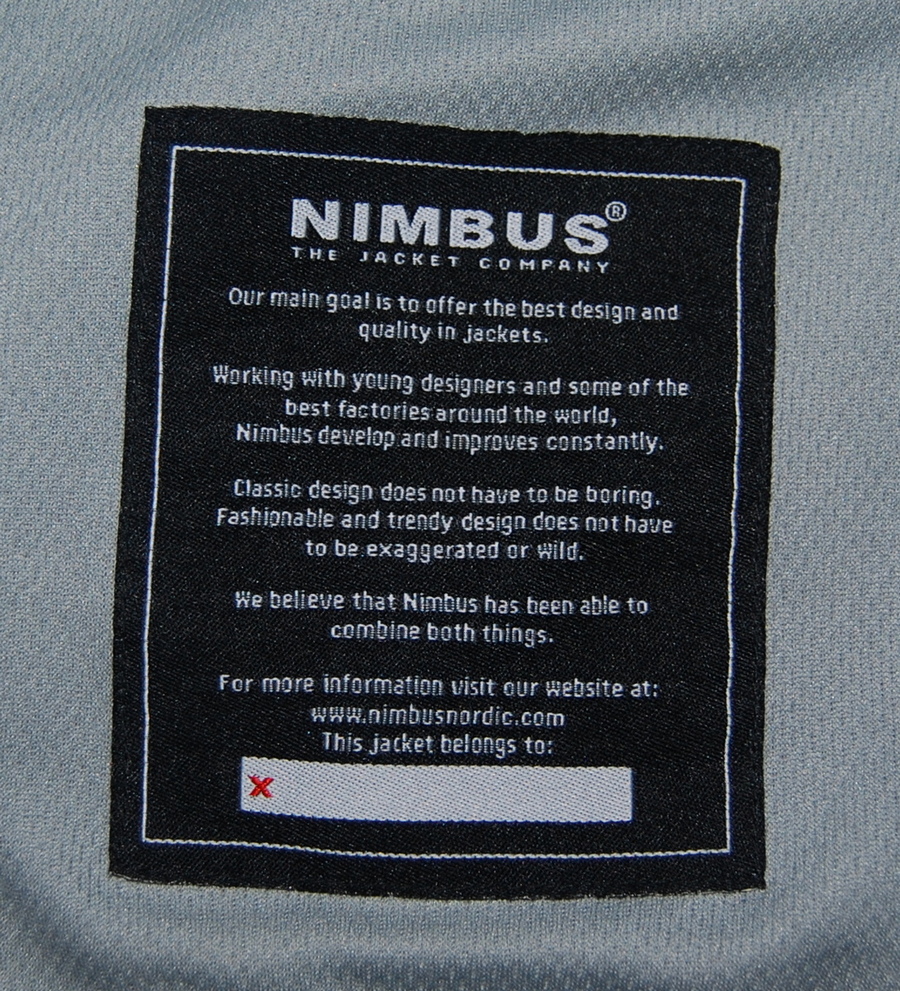 NIMBUS®
THE JACKET COMPANY
Our main goal is to offer the best design and
quality in jackets.
Working with young designers and some of the
best factories around the world,
Nimbus develop and improves constantly.
Classic design does not have to be boring.
Fashionable and trendy design does not have
to be exaggerated or wild.
We believe that Nimbus has been able to
combine both things.
For more information visit our website at:
www.nimbusnordic.com
This jacket belongs to:
x